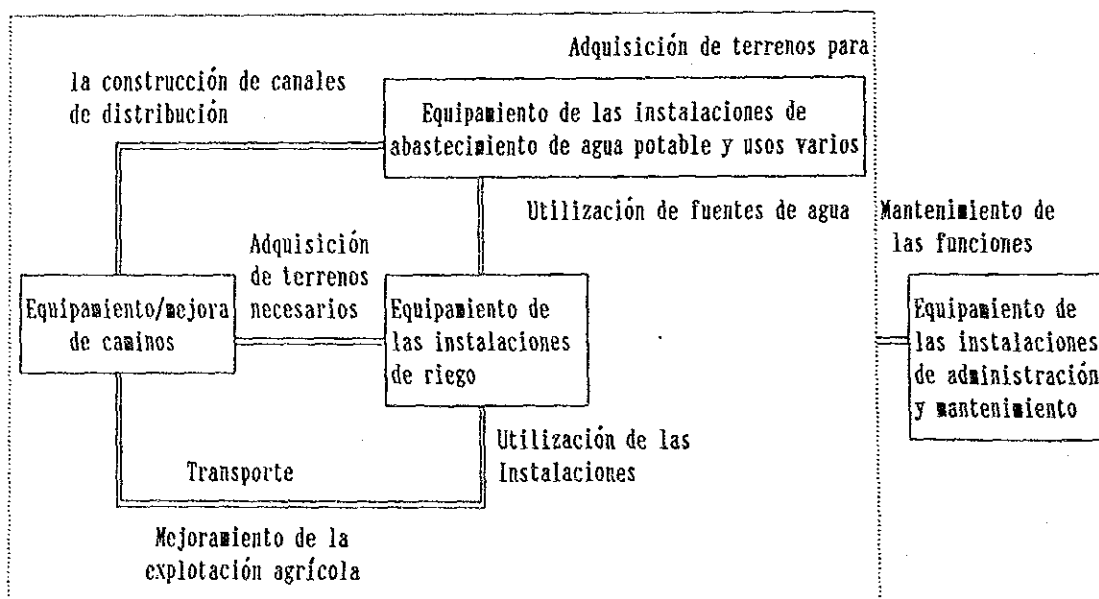 Adquisición de terrenos para
la construcción de canales
de distribución
Equipamiento de las instalaciones de
abastecimiento de agua potable y usos varios
Utilización de fuentes de agua
Mantenimiento de
las funciones
Adquisición
de terrenos
necesarios
Equipamiento/mejora
de caminos
Equipamiento de
las instalaciones
de riego
Equipamiento de
las instalaciones
de administración
y mantenimiento
Utilización de las
Instalaciones
Transporte
Mejoramiento de la
explotación agrícola